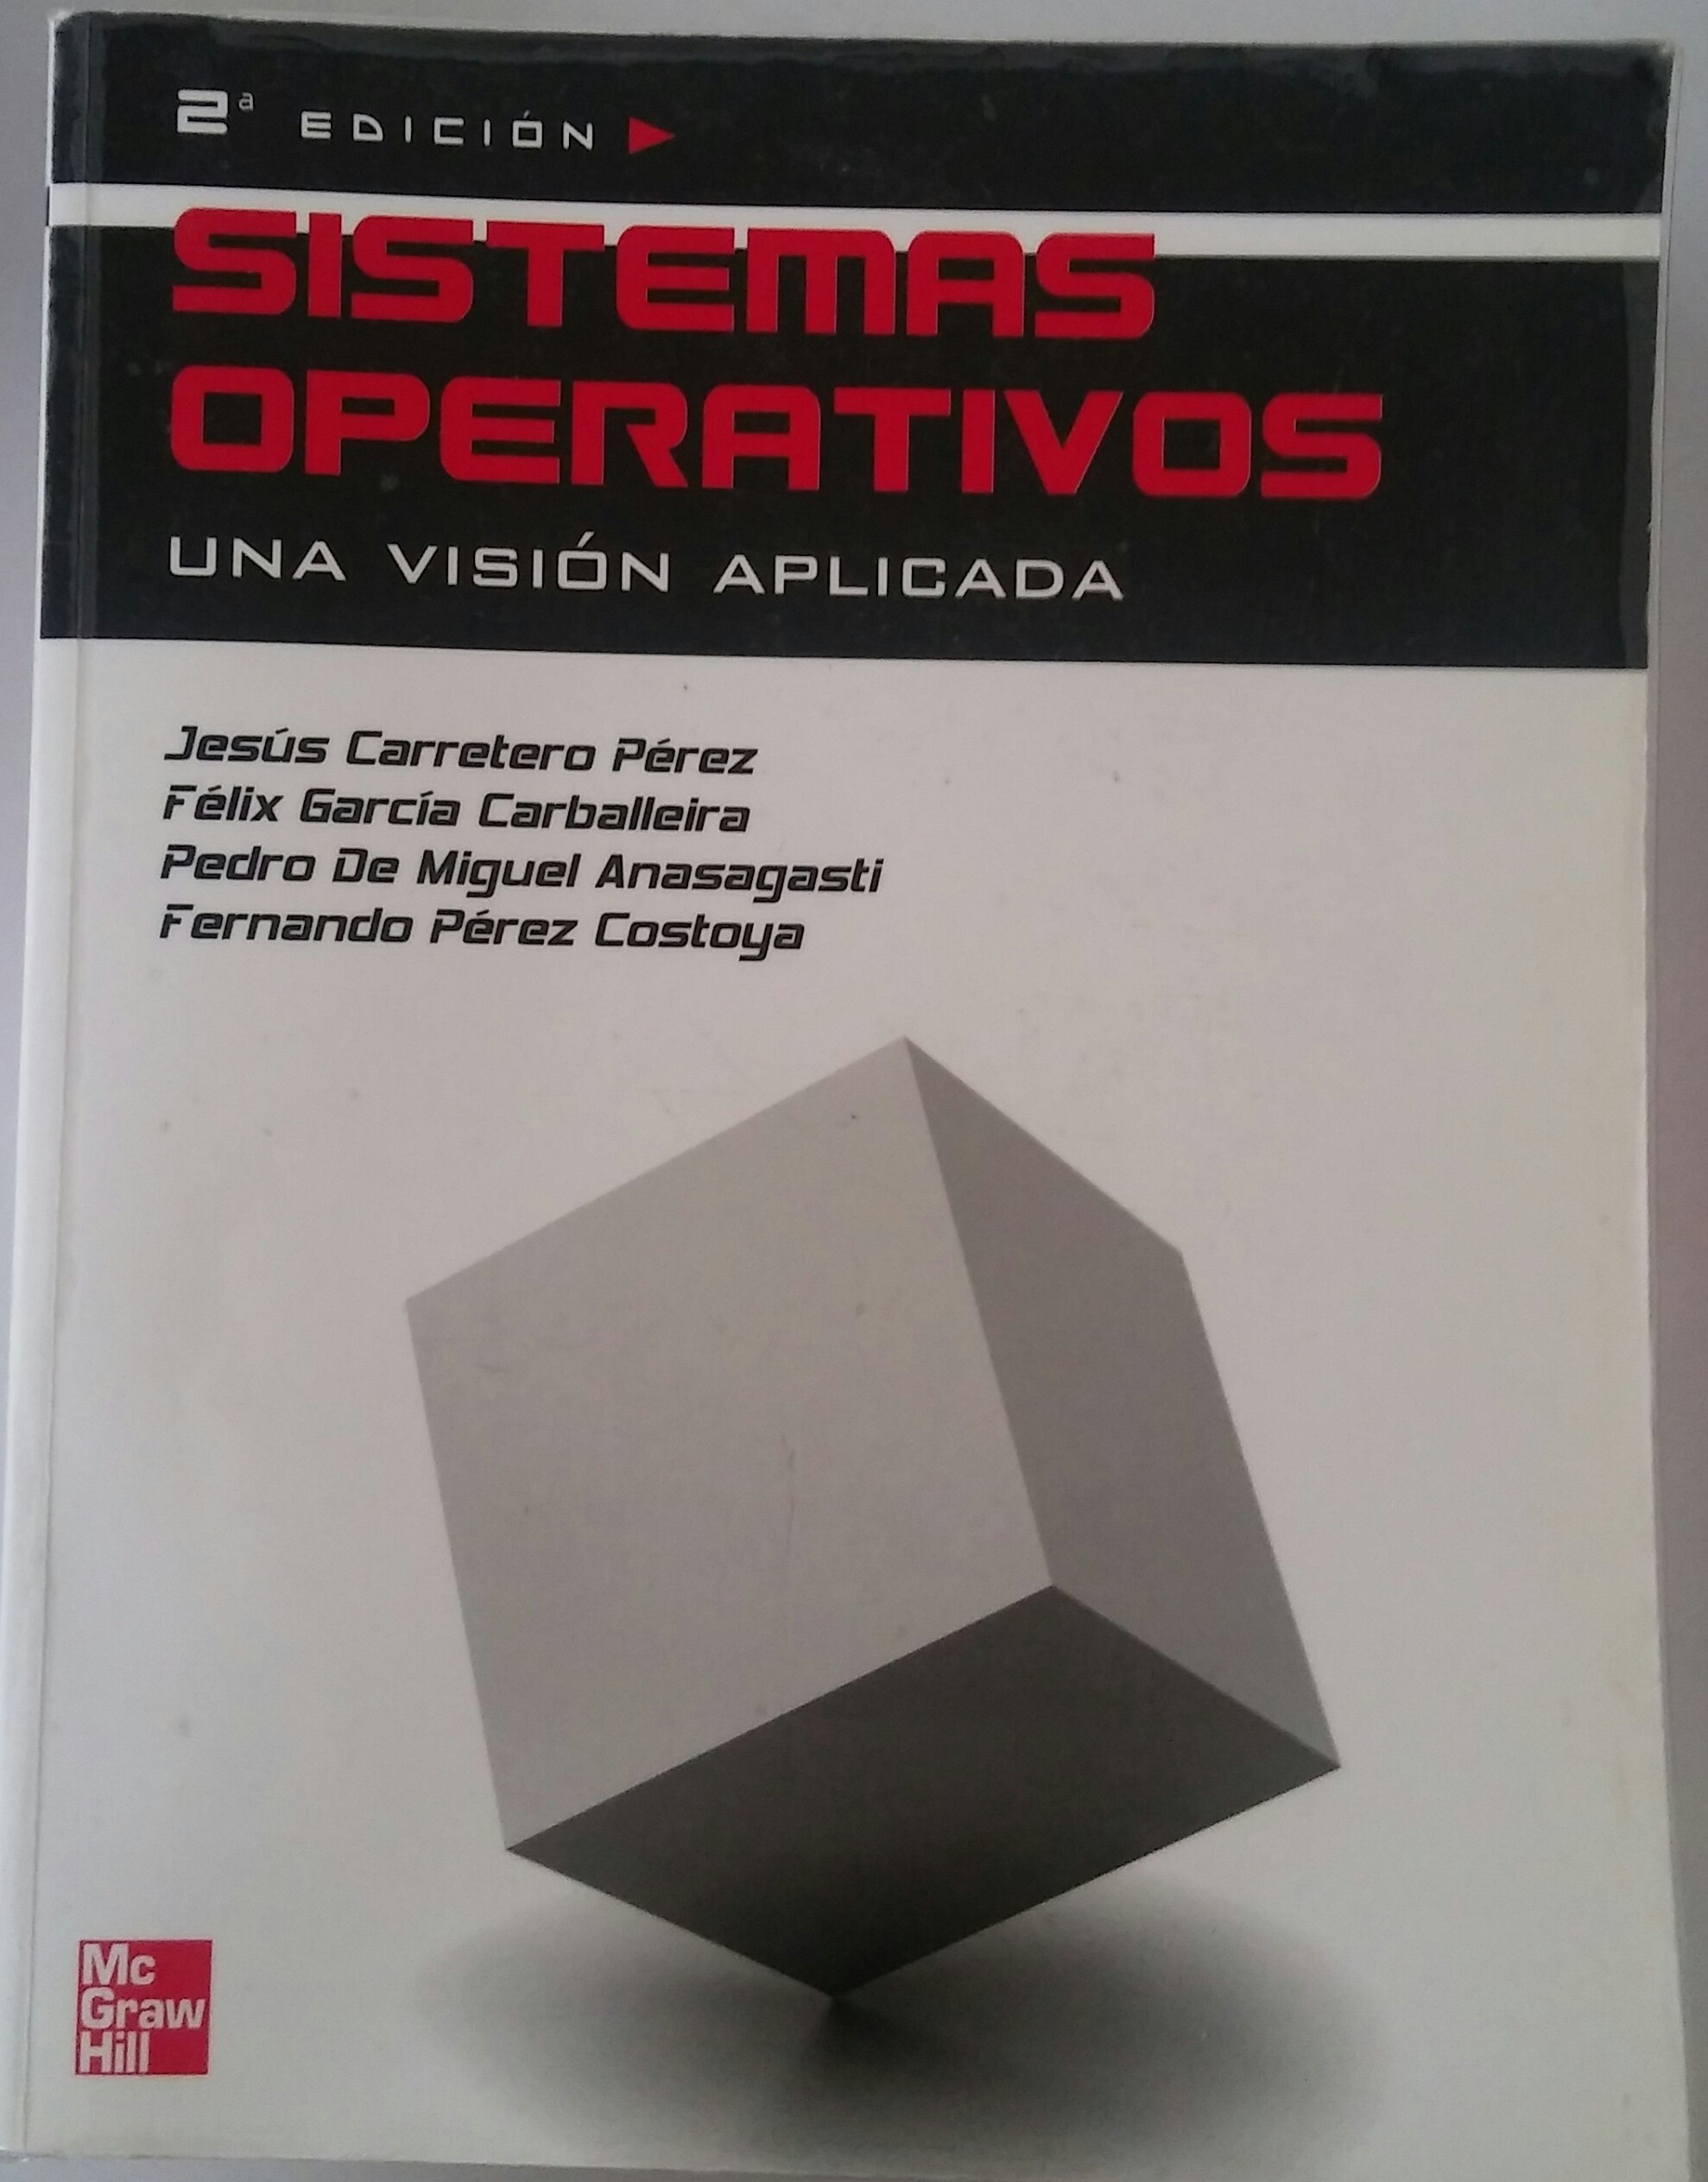 2ª EDICIÓN
SISTEMAS
OPERATIVOS
UNA VISIÓN APLICADA
Jesús Carretero Pérez
Félix García Carballeira
Pedro De Miguel Anasagasti
Fernando Pérez Costoya
Mc
Graw
Hill